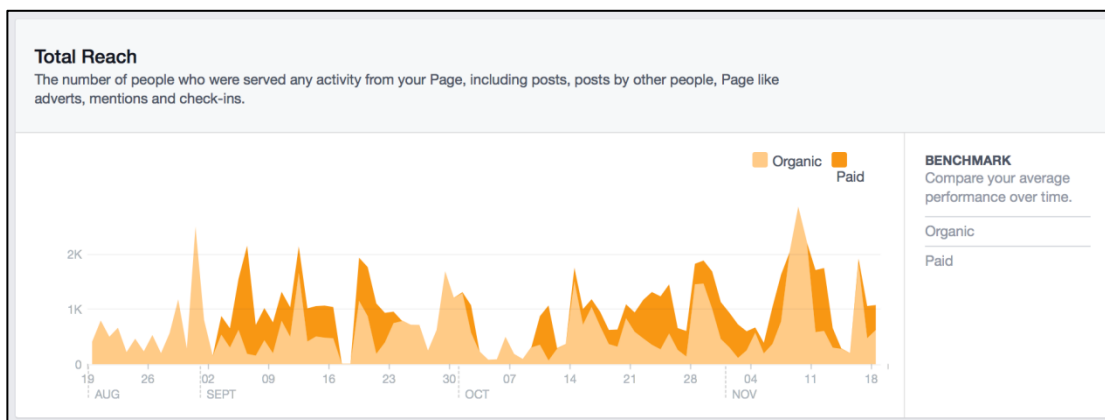 Total Reach
The number of people who were served any activity from your Page, including posts, posts by other people, Page like
adverts, mentions and check-ins.
Organic
Paid
BENCHMARK
Compare your average
performance over time.
Organic
Paid
2K
1K
0
19 26 02 09 16 23 30 07 14 21 28 04 11 18
AUG SEPT OCT NOV